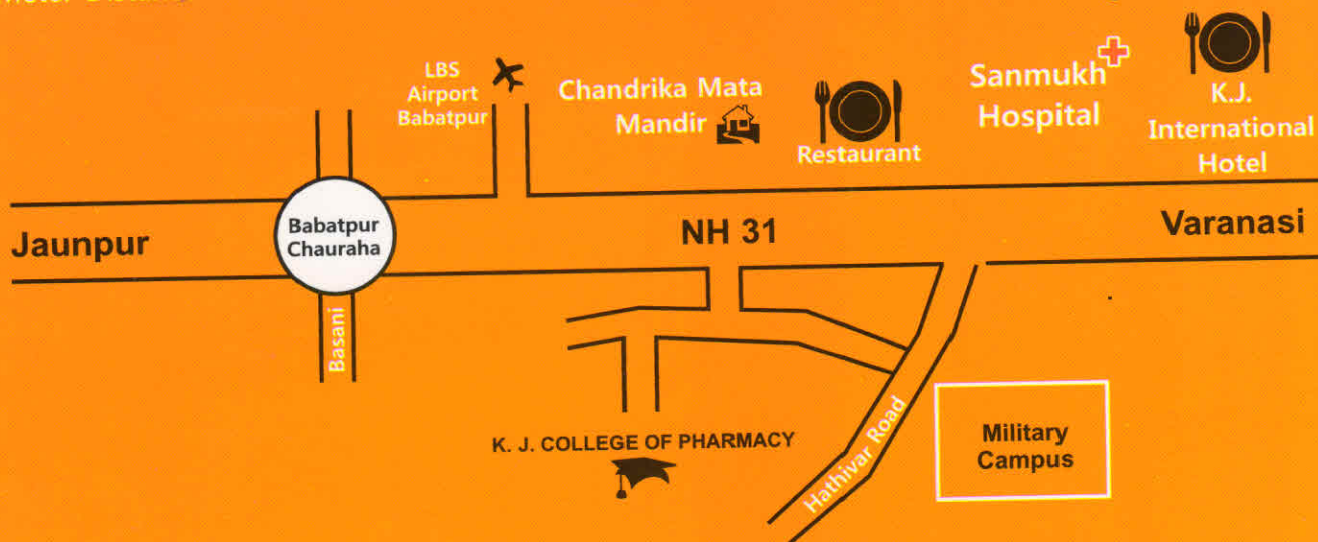 LBS
Airport
Babatpur
Chandrika Mata
Mandir
Restaurant
Sanmukh
Hospital
K.J.
International
Hotel
Jaunpur
Babatpur
Chauraha
NH 31
Varanasi
Basani
K. J. COLLEGE OF PHARMACY
Hathivar Road
Military
Campus